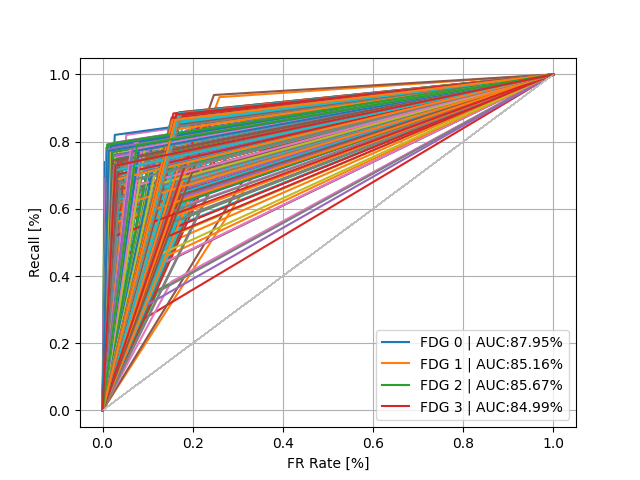 1.0
0.8
0.6
0.4
0.2
0.0
Recall [%]
0.0 0.2 0.4 0.6 0.8 1.0
FR Rate [%]
FDG 0 | AUC:87.95%
FDG 1 | AUC:85.16%
FDG 2 | AUC:85.67%
FDG 3 | AUC:84.99%